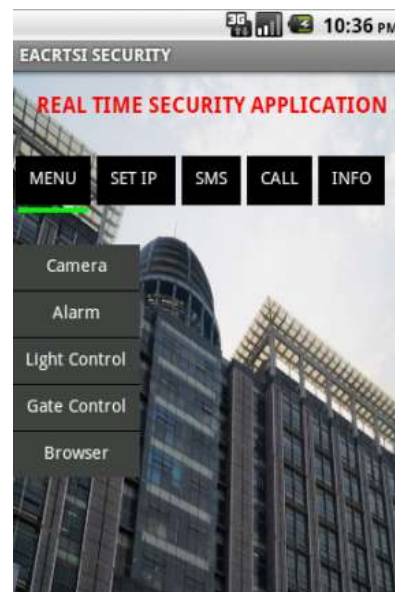 3G 10:36 PM
EACRTSI SECURITY
REAL TIME SECURITY APPLICATION
MENU SET IP SMS CALL INFO
Camera
Alarm
Light Control
Gate Control
Browser